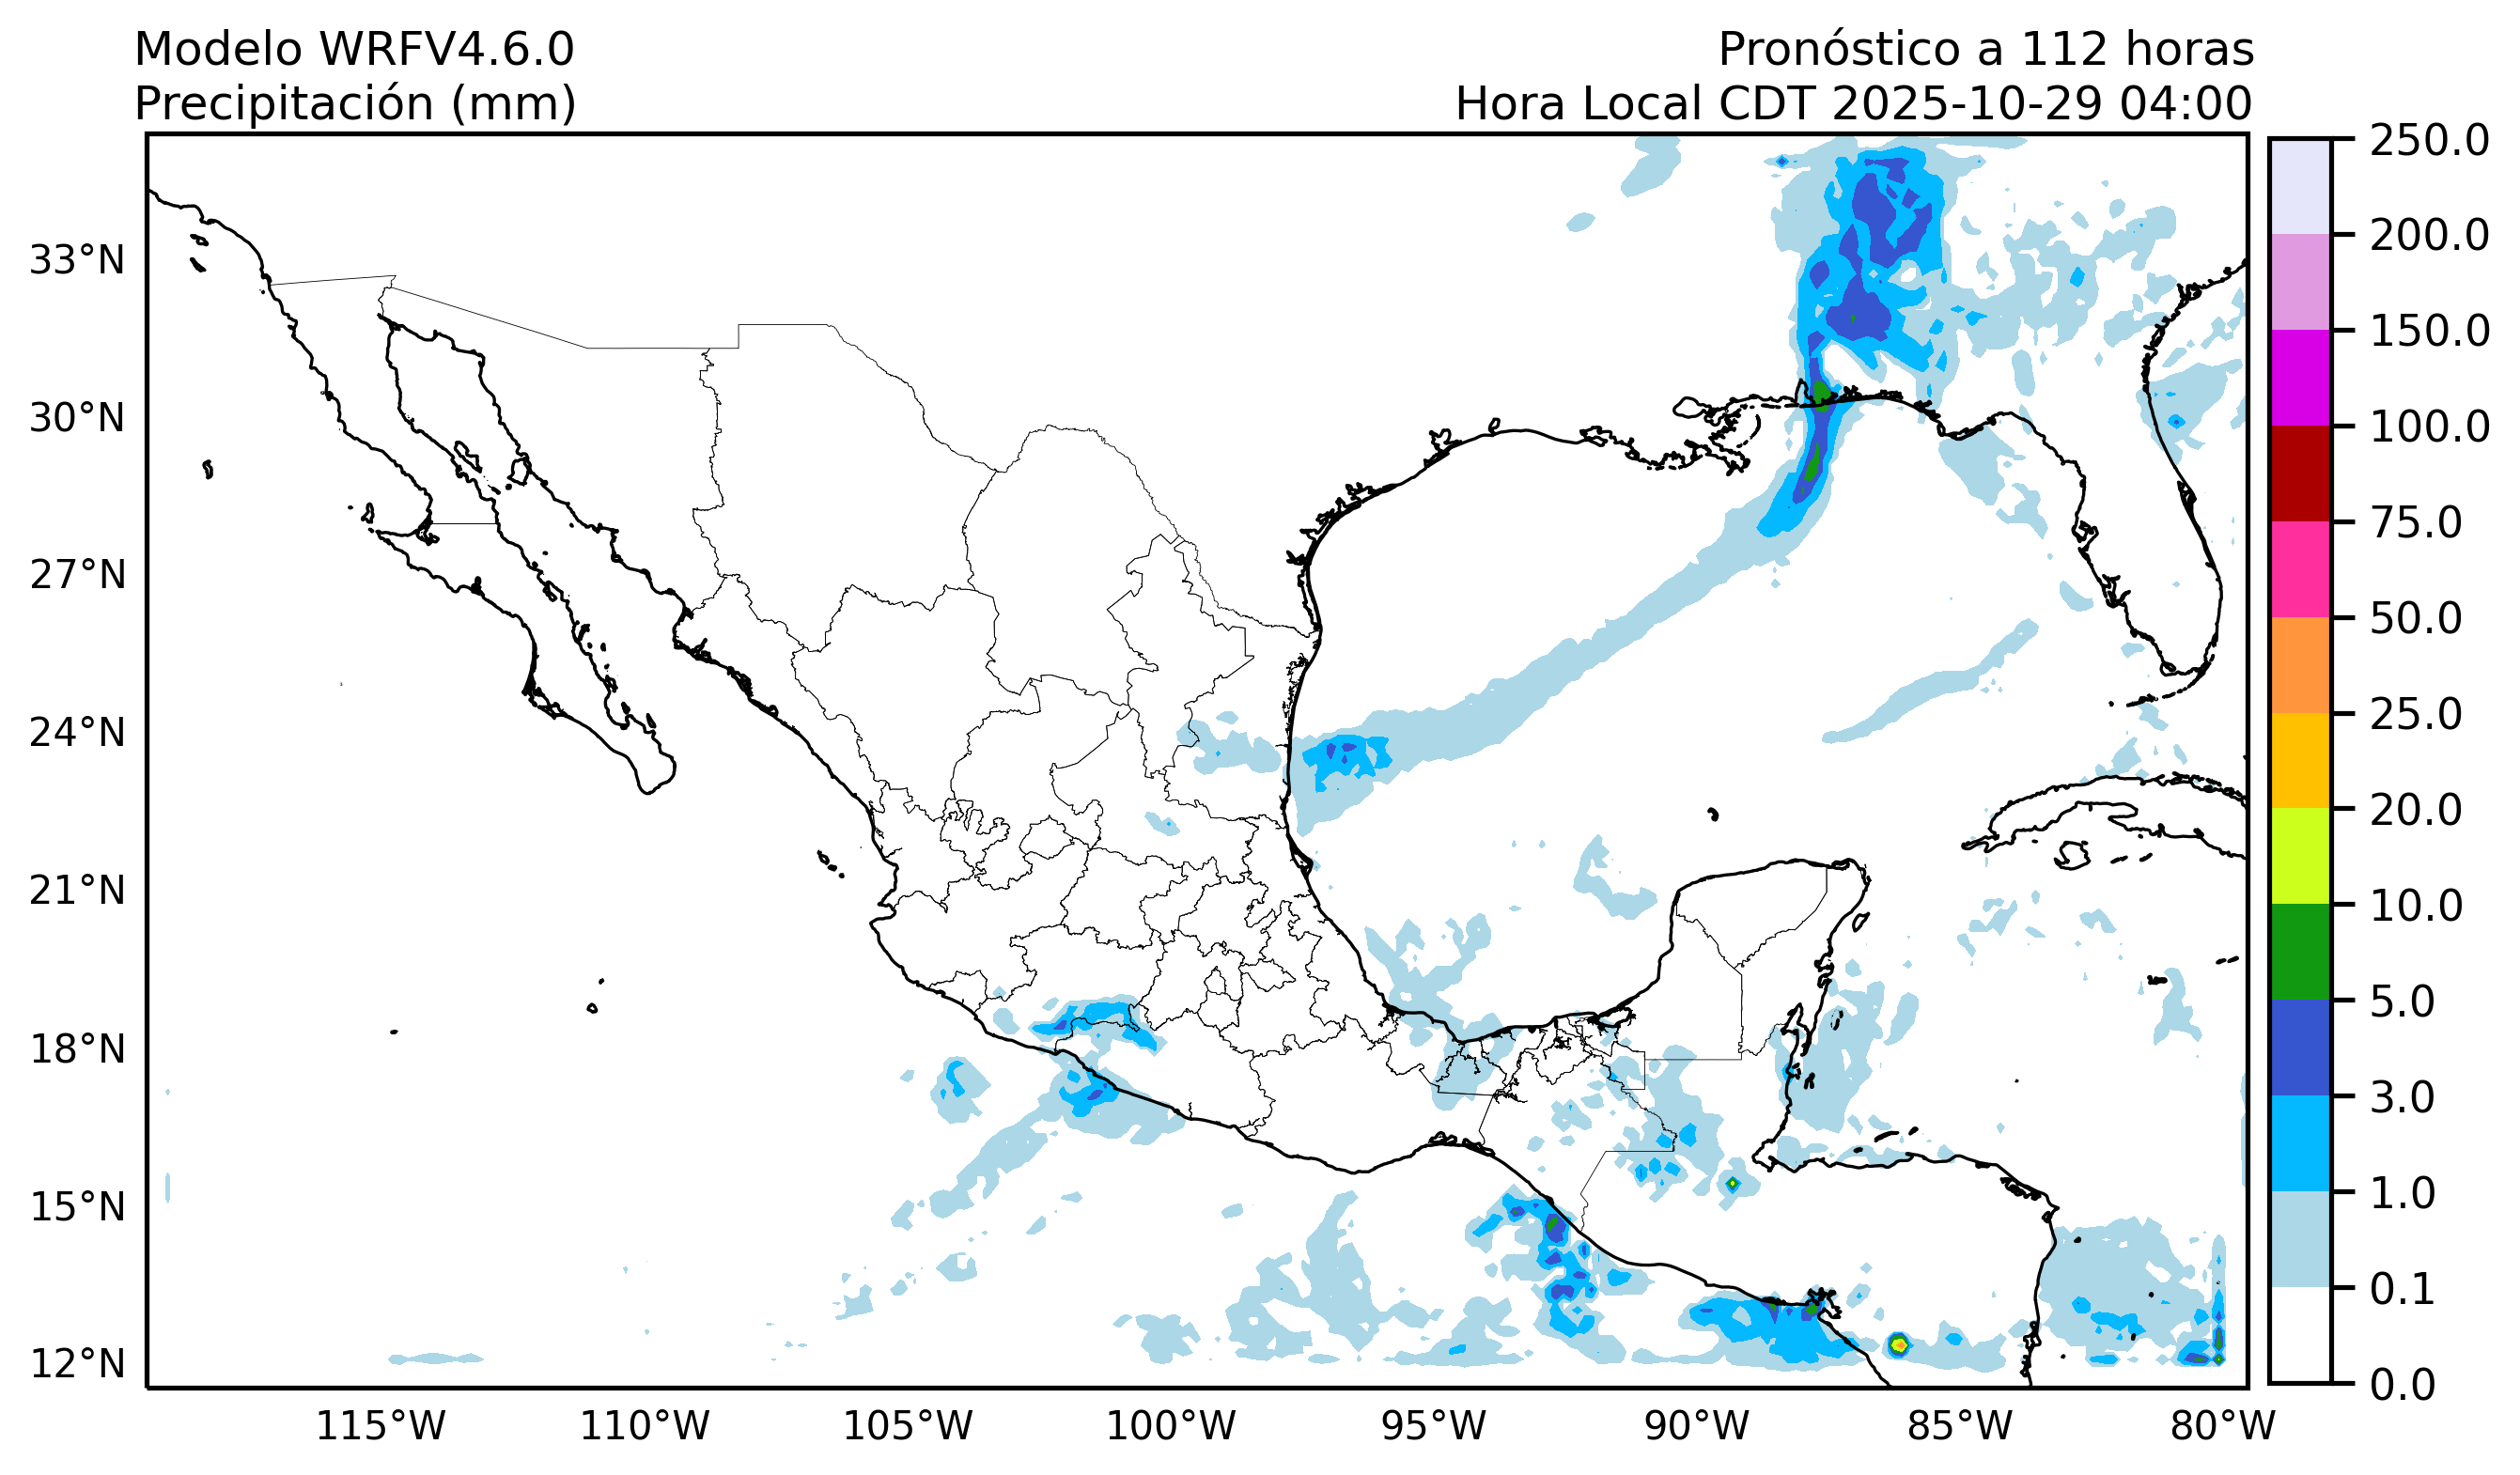 Modelo WRFV4.6.0
Precipitación (mm)
Pronóstico a 112 horas
Hora Local CDT 2025-10-29 04:00
33°N
30°N
27°N
24°N
21°N
18°N
15°N
12°N
115°W
110°W
105°W
100°W
95°W
90°W
85°W
80°W
250.0
200.0
150.0
100.0
75.0
50.0
25.0
20.0
10.0
5.0
3.0
1.0
0.1
0.0